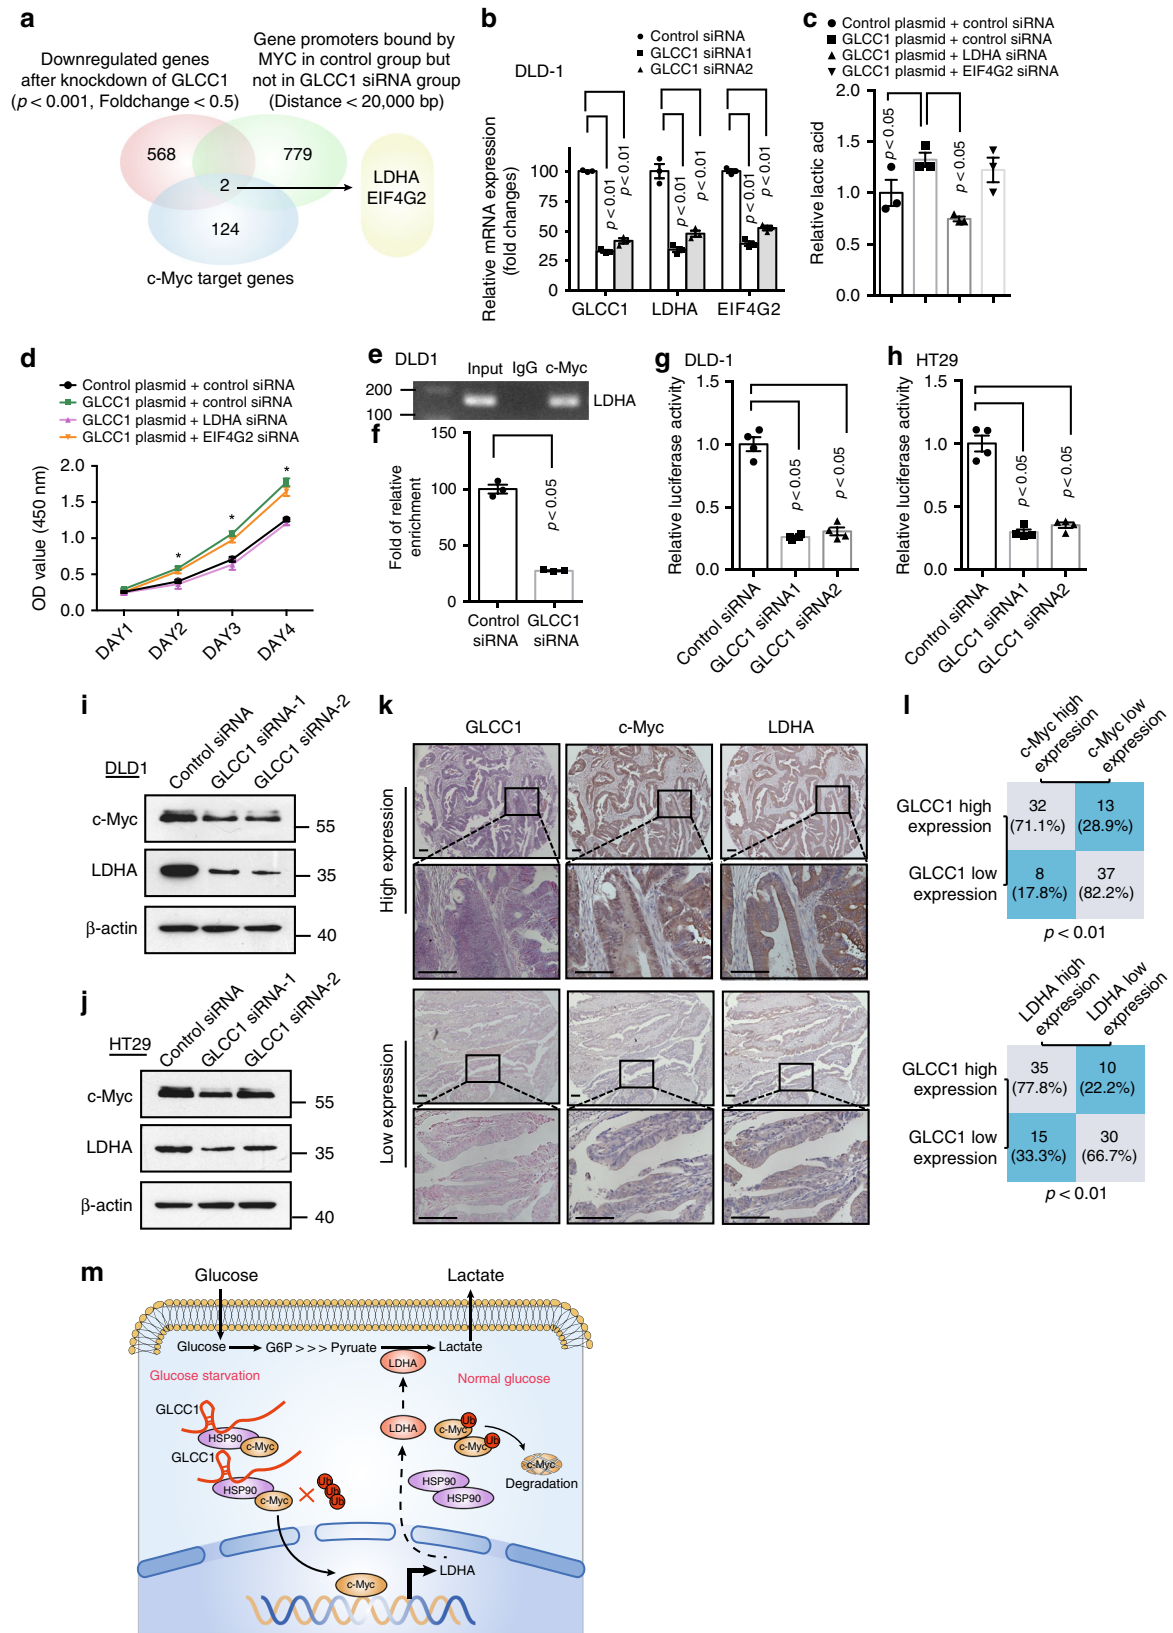 a
Downregulated genes
after knockdown of GLCC1
(p < 0.001, Foldchange < 0.5)
Gene promoters bound by
MYC in control group but
not in GLCC1 siRNA group
(Distance < 20,000 bp)
568
779
2
124
LDHA
EIF4G2
c-Myc target genes
b
DLD-1
Control siRNA
GLCC1 siRNA1
GLCC1 siRNA2
Relative mRNA expression
(fold changes)
100
75
50
25
0
p < 0.01
p < 0.01
p < 0.01
p < 0.01
p < 0.01
p < 0.01
GLCC1
LDHA
EIF4G2
c
Control plasmid + control siRNA
GLCC1 plasmid + control siRNA
GLCC1 plasmid + LDHA siRNA
GLCC1 plasmid + EIF4G2 siRNA
Relative lactic acid
2.0
1.5
1.0
0.5
0.0
p < 0.05
p < 0.05
d
Control plasmid + control siRNA
GLCC1 plasmid + control siRNA
GLCC1 plasmid + LDHA siRNA
GLCC1 plasmid + EIF4G2 siRNA
OD value (450 nm)
2.0
1.5
1.0
0.5
0.0
*
*
*
DAY1
DAY2
DAY3
DAY4
e
DLD1
Input
IgG
c-Myc
200
100
LDHA
f
Fold of relative
enrichment
150
100
50
0
p < 0.05
Control
siRNA
GLCC1
siRNA
g
DLD-1
Relative luciferase activity
1.5
1.0
0.5
0.0
p < 0.05
p < 0.05
Control siRNA
GLCC1 siRNA1
GLCC1 siRNA2
h
HT29
Relative luciferase activity
1.5
1.0
0.5
0.0
p < 0.05
p < 0.05
Control siRNA
GLCC1 siRNA1
GLCC1 siRNA2
i
DLD1
Control siRNA
GLCC1 siRNA-1
GLCC1 siRNA-2
c-Myc
55
LDHA
35
β-actin
40
j
HT29
Control siRNA
GLCC1 siRNA-1
GLCC1 siRNA-2
c-Myc
55
LDHA
35
β-actin
40
k
GLCC1
c-Myc
LDHA
High expression
Low expression
l
c-Myc high
expression
c-Myc low
expression
GLCC1 high
expression
32
(71.1%)
13
(28.9%)
GLCC1 low
expression
8
(17.8%)
37
(82.2%)
p < 0.01
LDHA high
expression
LDHA low
expression
GLCC1 high
expression
35
(77.8%)
10
(22.2%)
GLCC1 low
expression
15
(33.3%)
30
(66.7%)
p < 0.01
m
Glucose
Lactate
Glucose
G6P > > > Pyruate
Lactate
LDHA
Glucose starvation
Normal glucose
GLCC1
HSP90
c-Myc
GLCC1
HSP90
c-Myc
Ub
Ub
Ub
LDHA
Ub
c-Myc
Ub
c-Myc
c-Myc
Degradation
HSP90
HSP90
LDHA
c-Myc